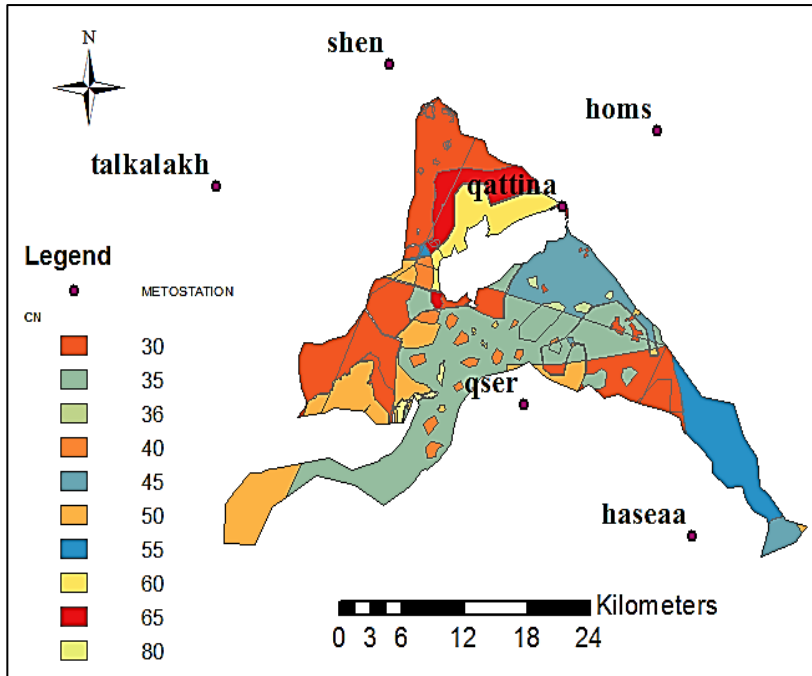 N
shen
homs
talkalakh
qattina
Legend
METOSTATION
CN
30
35
36
40
45
50
55
60
65
80
qser
haseaa
Kilometers
0 3 6 12 18 24